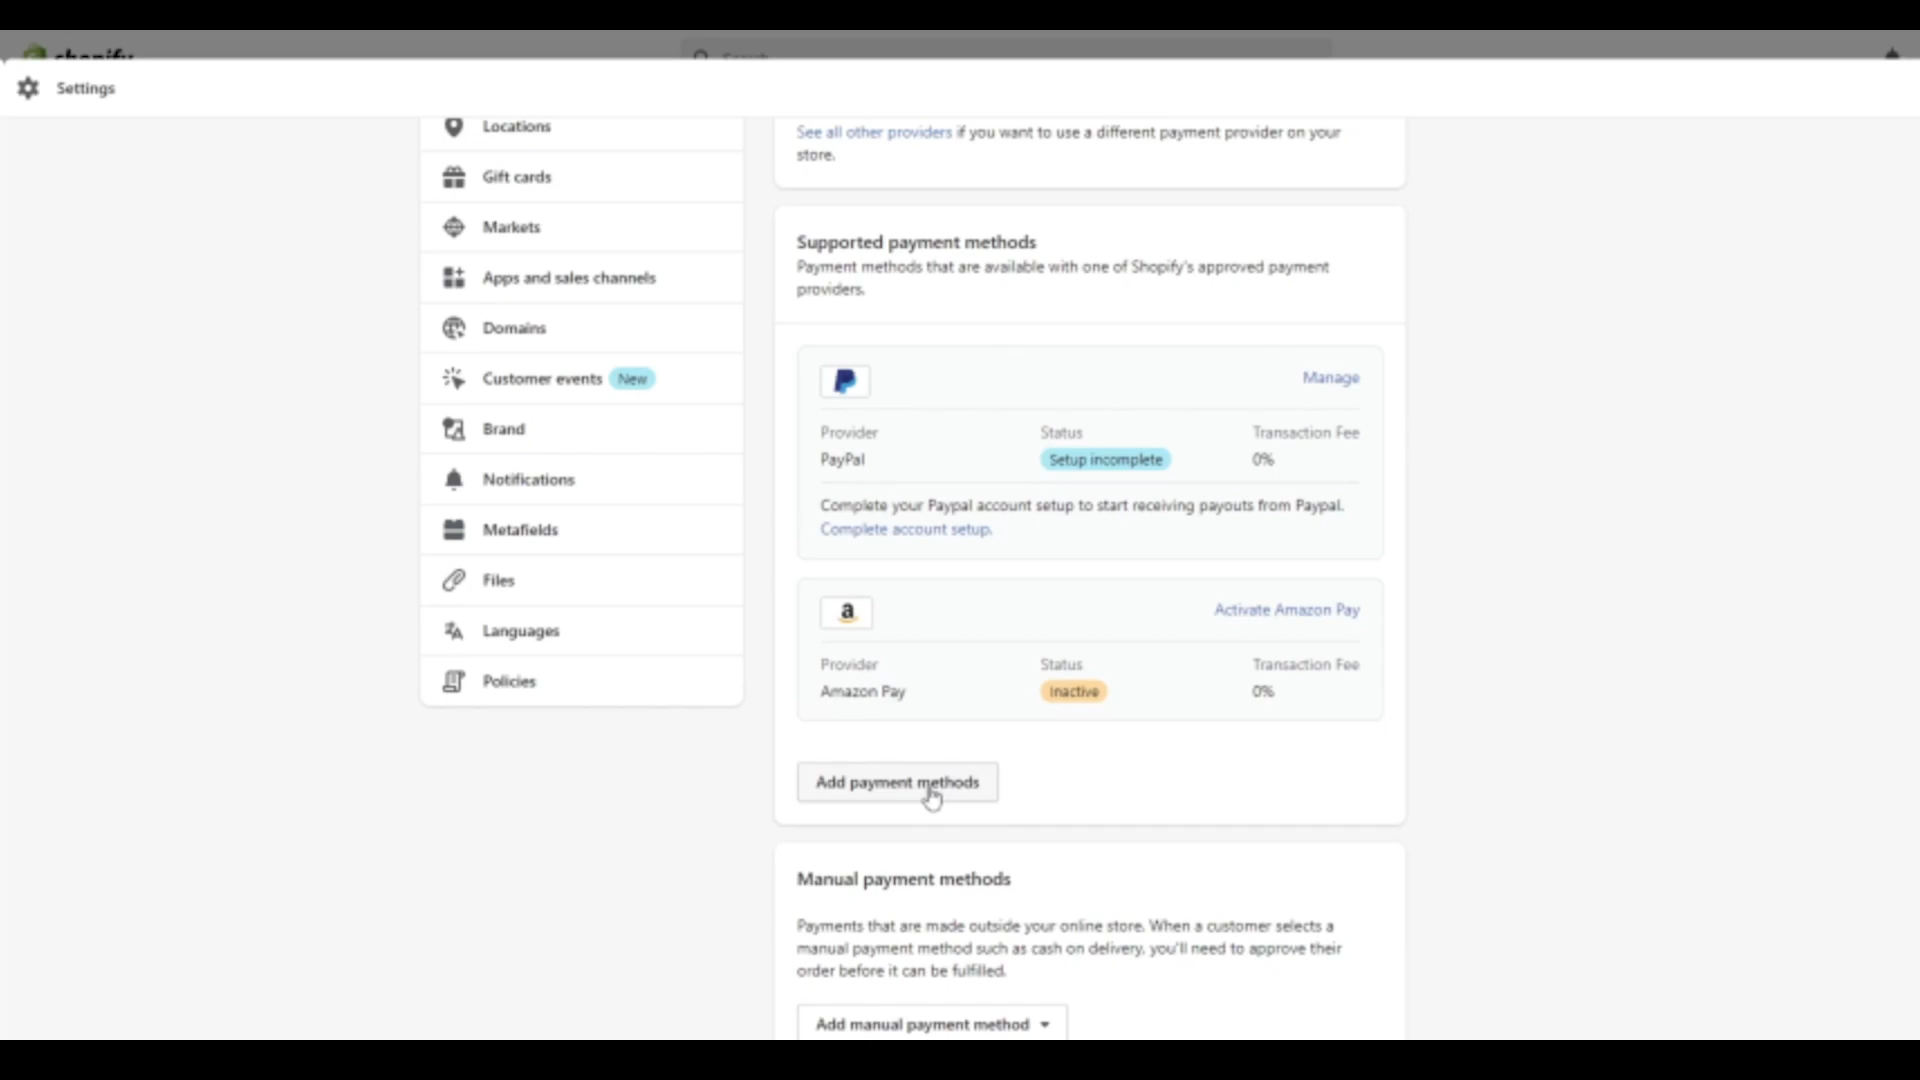 shopify
Search
Settings
Locations
Gift cards
Markets
Apps and sales channels
Domains
Customer events New
Brand
Notifications
Metafields
Files
Languages
Policies
See all other providers if you want to use a different payment provider on your
store.
Supported payment methods
Payment methods that are available with one of Shopify's approved payment
providers.
Manage
Provider Status Transaction Fee
PayPal Setup incomplete 0%
Complete your Paypal account setup to start receiving payouts from Paypal.
Complete account setup.
Activate Amazon Pay
Provider Status Transaction Fee
Amazon Pay Inactive 0%
Add payment methods
Manual payment methods
Payments that are made outside your online store. When a customer selects a
manual payment method such as cash on delivery, you'll need to approve their
order before it can be fulfilled.
Add manual payment method